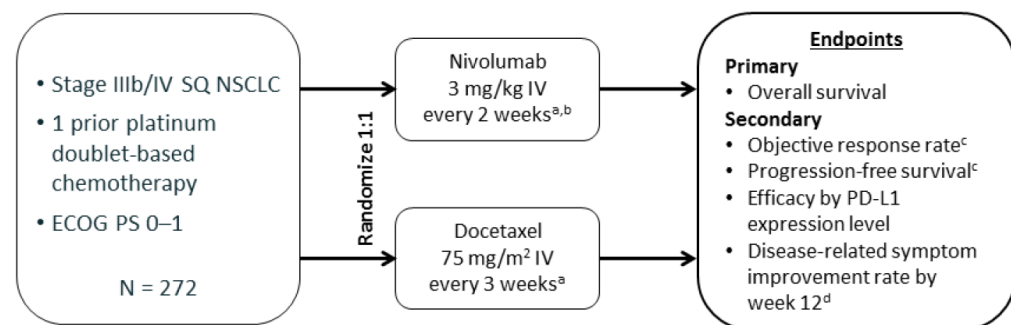 • Stage IIIb/IV SQ NSCLC
• 1 prior platinum
doublet-based
chemotherapy
• ECOG PS 0–1
N = 272
Randomize 1:1
Nivolumab
3 mg/kg IV
every 2 weeksᵃ,ᵇ
Docetaxel
75 mg/m² IV
every 3 weeksᵃ
Endpoints
Primary
• Overall survival
Secondary
• Objective response rateᶜ
• Progression-free survivalᶜ
• Efficacy by PD-L1
expression level
• Disease-related symptom
improvement rate by
week 12ᵈ